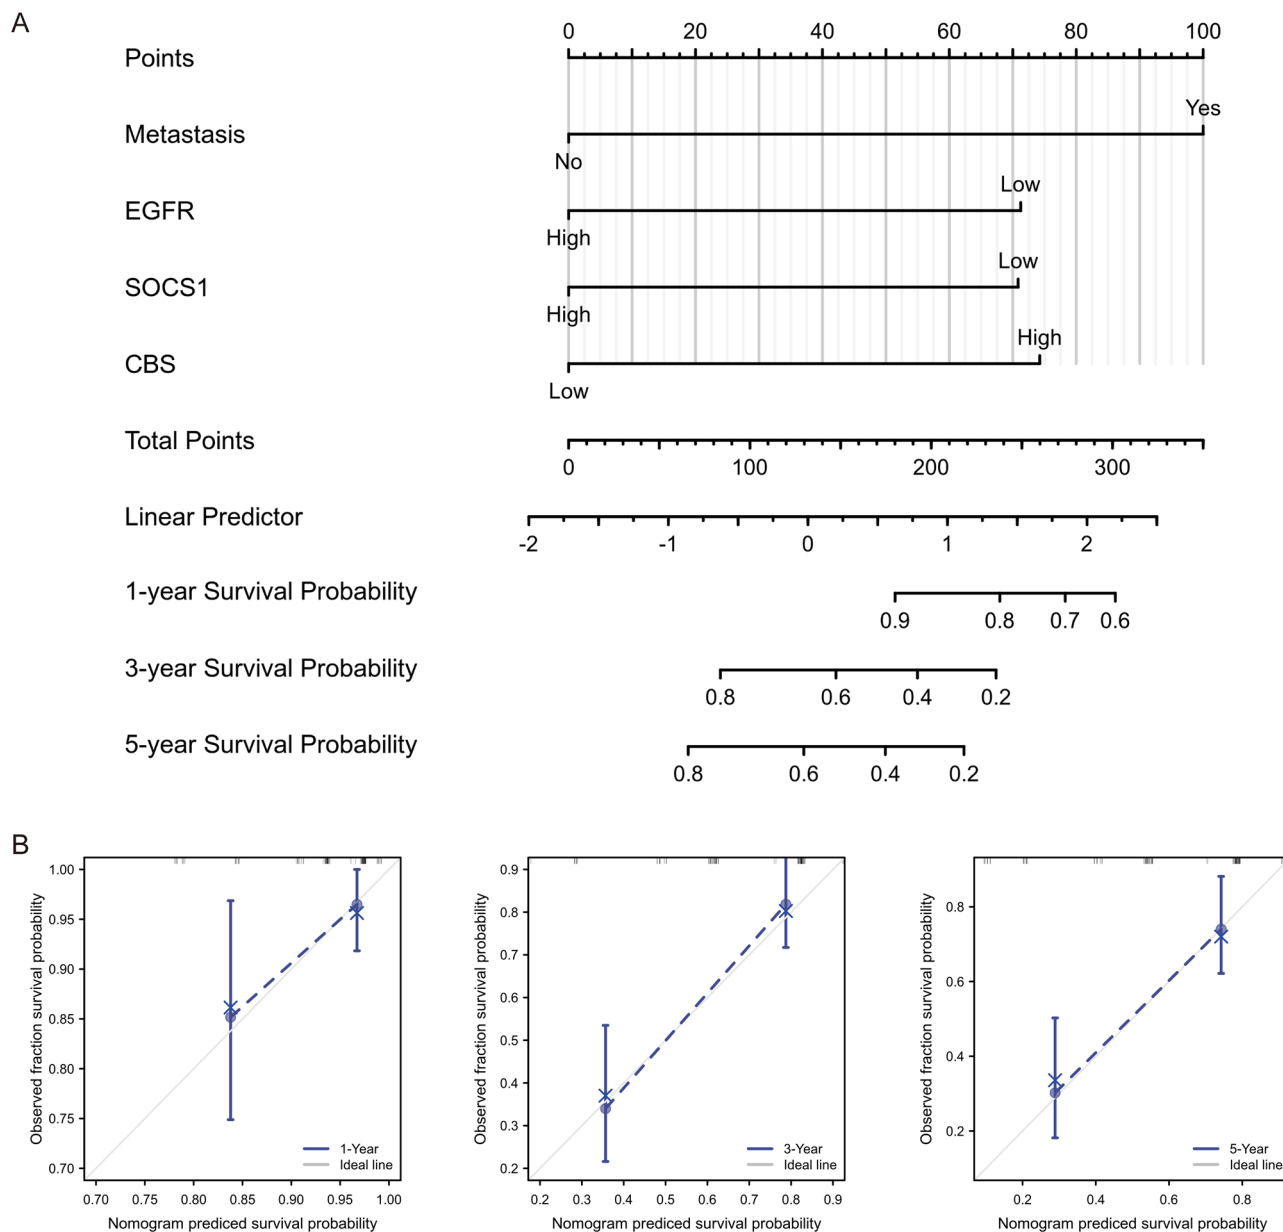 A
0 20 40 60 80 100
Points
Yes
Metastasis
No
Low
EGFR
High
Low
SOCS1
High
High
CBS
Low
Total Points
0 100 200 300
Linear Predictor
-2 -1 0 1 2
1-year Survival Probability
0.9 0.8 0.7 0.6
3-year Survival Probability
0.8 0.6 0.4 0.2
5-year Survival Probability
0.8 0.6 0.4 0.2
B
Observed fraction survival probability
1.00
0.95
0.90
0.85
0.80
0.75
0.70
1-Year
Ideal line
0.70 0.75 0.80 0.85 0.90 0.95 1.00
Nomogram prediced survival probability
Observed fraction survival probability
0.9
0.8
0.7
0.6
0.5
0.4
0.3
0.2
3-Year
Ideal line
0.2 0.3 0.4 0.5 0.6 0.7 0.8 0.9
Nomogram prediced survival probability
Observed fraction survival probability
0.8
0.6
0.4
0.2
5-Year
Ideal line
0.2 0.4 0.6 0.8
Nomogram prediced survival probability